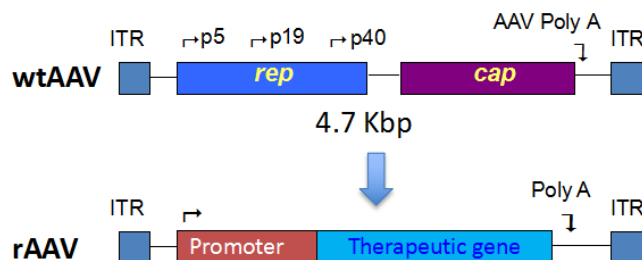 AAV Poly A
ITR p5 p19 p40 ITR
wtAAV rep cap
4.7 Kbp
Poly A
ITR ITR
rAAV Promoter Therapeutic gene